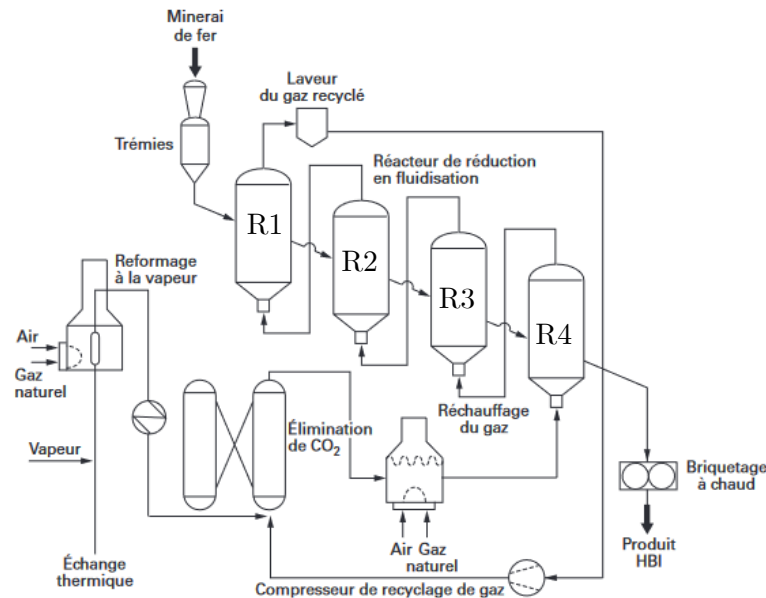 Minerai
de fer
Trémies
Laveur
du gaz recyclé
Réacteur de réduction
en fluidisation
R1
R2
R3
R4
Reformage
à la vapeur
Air
Gaz
naturel
Vapeur
Échange
thermique
Élimination
de CO2
Réchauffage
du gaz
Air Gaz
naturel
Briquetage
à chaud
Produit
HBI
Compresseur de recyclage de gaz